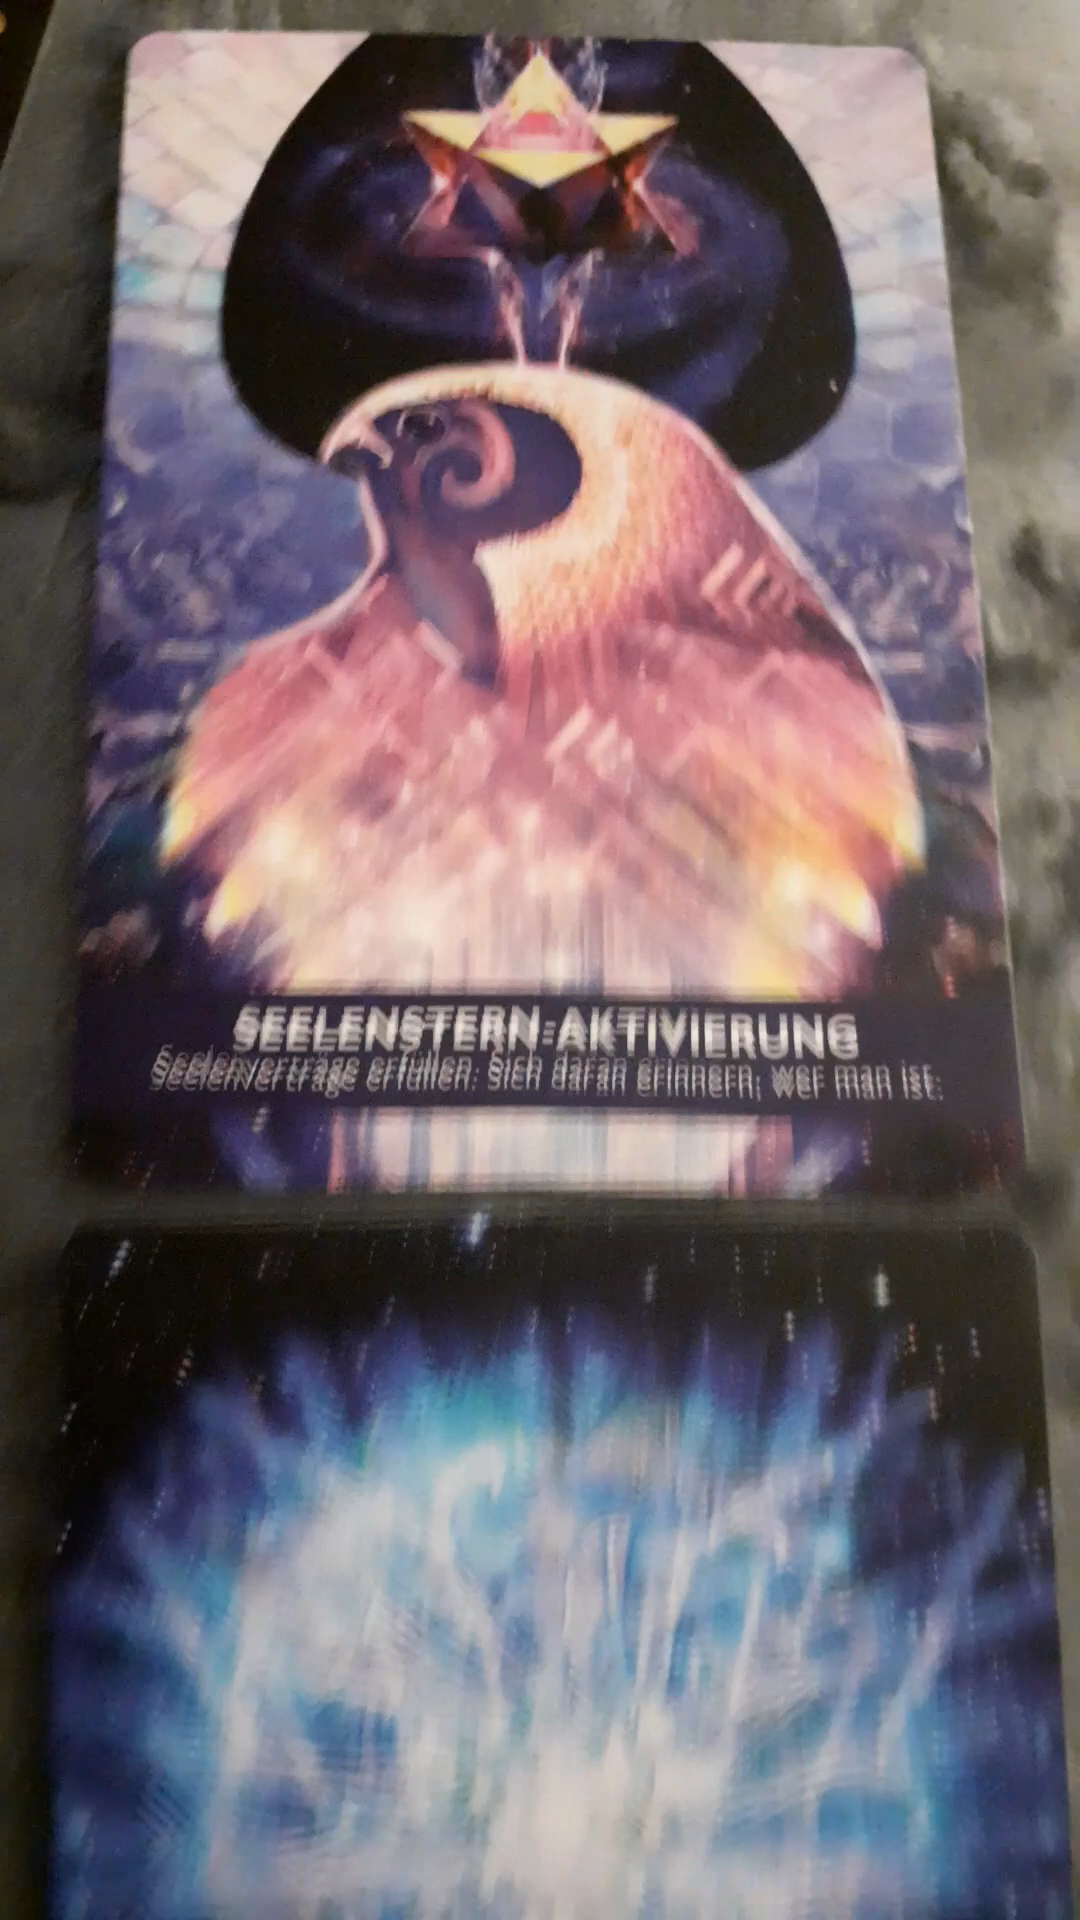 SEELENSTERN-AKTIVIERUNG
Seelenverträge erfüllen. Sich daran erinnern, wer man ist.